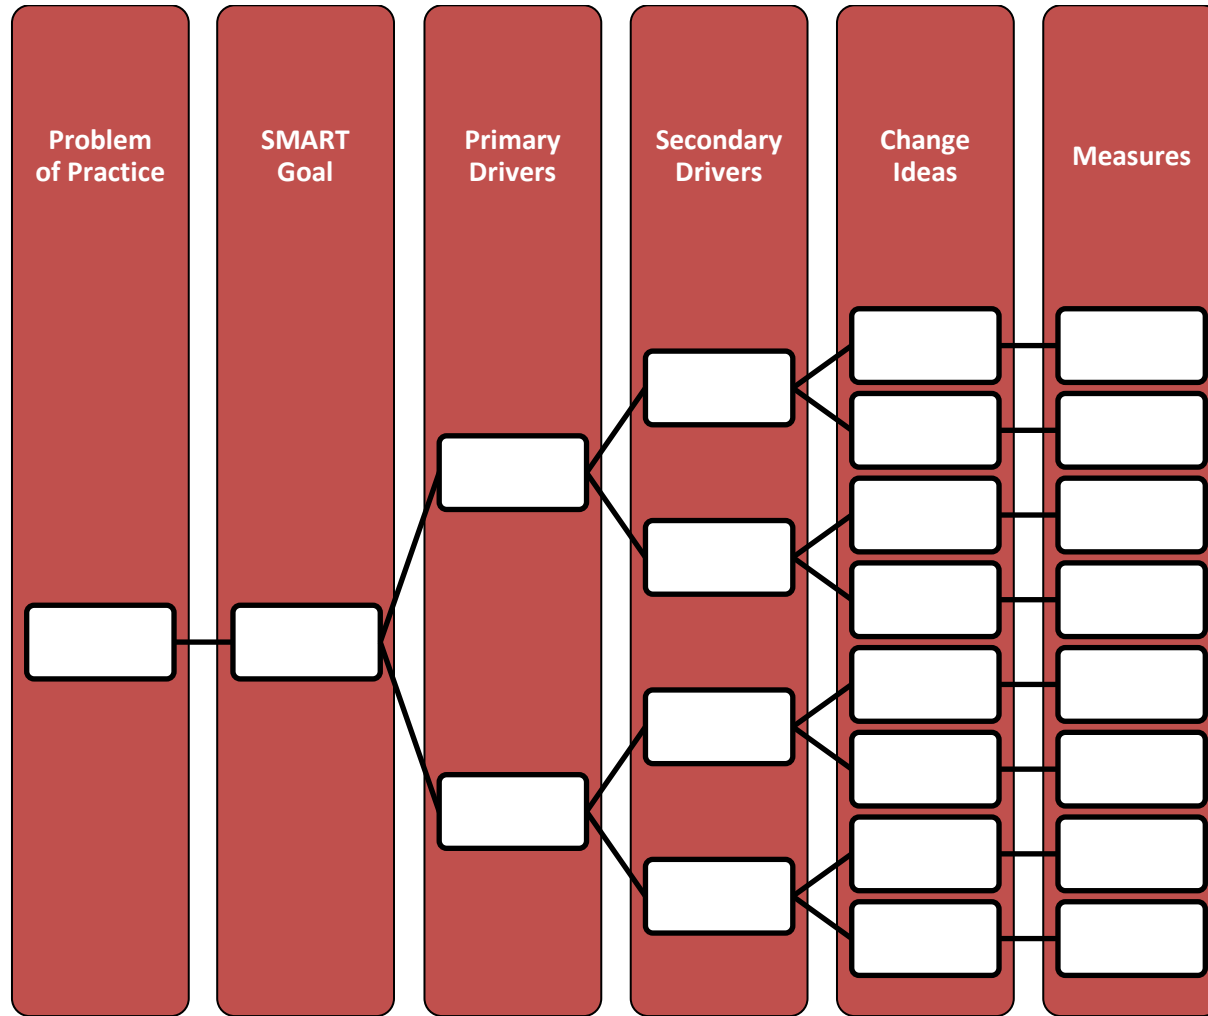 Problem
of Practice
SMART
Goal
Primary
Drivers
Secondary
Drivers
Change
Ideas
Measures